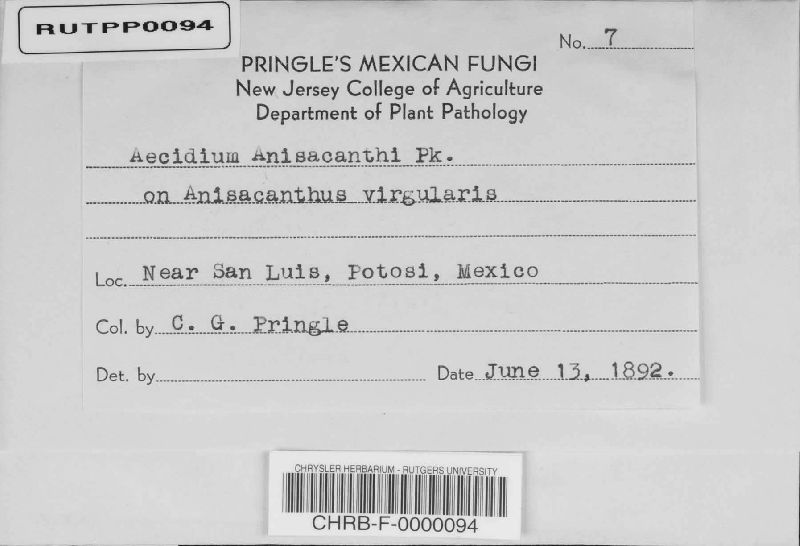 RUTPP0094
No. 7
PRINGLE'S MEXICAN FUNGI
New Jersey College of Agriculture
Department of Plant Pathology
Aecidium Anisacanthi Pk.
on Anisacanthus virgularis
Loc. Near San Luis, Potosi, Mexico
Col. by C. G. Pringle
Det. by
Date June 13, 1892.
CHRYSLER HERBARIUM - RUTGERS UNIVERSITY
CHRB-F-0000094